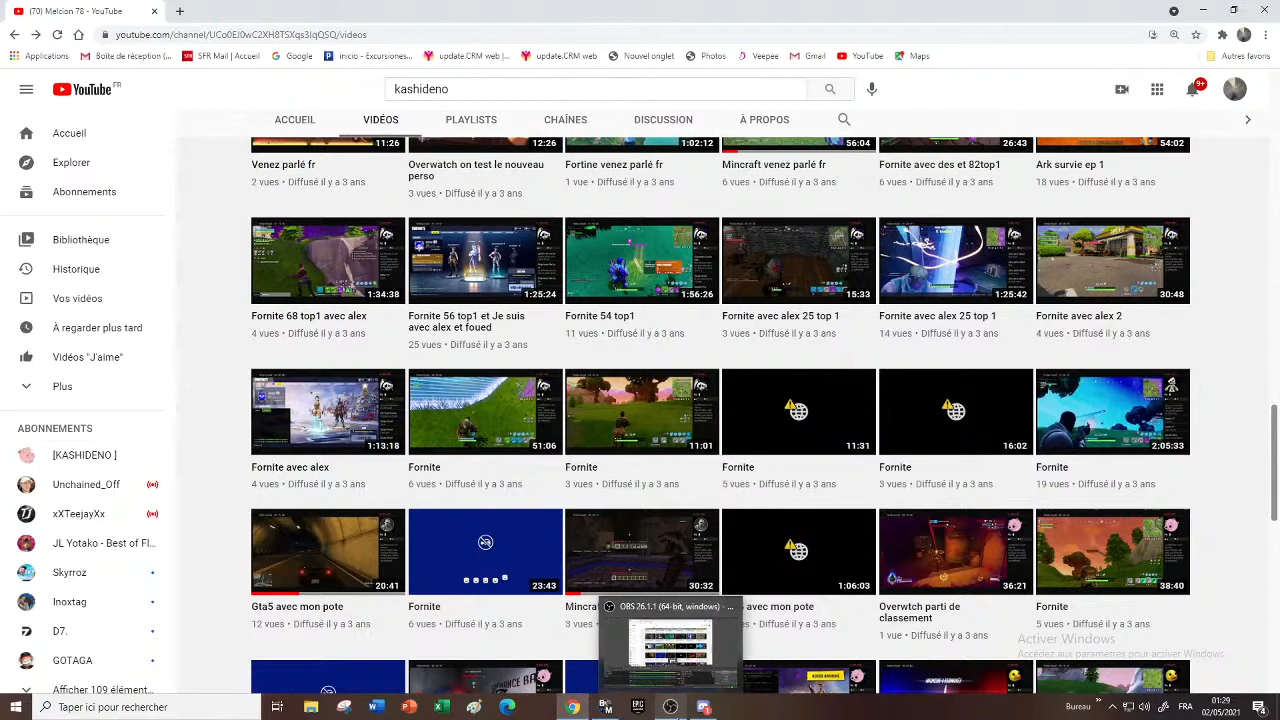 (70) Melcion 78 - YouTube
youtube.com/channel/UCo0EJ0wC2XH8TSXqs3IqQSQ/videos
Applications
Boîte de réception (...
SFR Mail | Accueil
Google
inicio - Excursiones...
update.CRM web |...
update.CRM web
Nouvel onglet
Photos
Veepee
Gmail
YouTube
Maps
Autres favoris
YouTube FR
kashideno
9+
ACCUEIL
VIDÉOS
PLAYLISTS
CHAÎNES
DISCUSSION
À PROPOS
Accueil
Explorer
Abonnements
Bibliothèque
Historique
Vos vidéos
À regarder plus tard
Vidéos "J'aime"
Plus
ABONNEMENTS
[KASHIDENO ]
Unchained_Off
xXTeejayXx
JL Yotako - Best of Fl...
Inoxtag
GOTAGA
11:26
12:26
1:02:12
56:04
26:43
Venez parlé fr
2 vues • Diffusé il y a 3 ans
Overwatch on test le nouveau
perso
3 vues • Diffusé il y a 3 ans
Fortine venez parlé fr
1 vue • Diffusé il y a 3 ans
Mincraft venez parlé fr
6 vues • Diffusé il y a 3 ans
Fornite avec des et 82top1
6 vues • Diffusé il y a 3 ans
Ark survie ep 1
18 vues • Diffusé il y a 3 ans
1:34:38
1:25:24
1:56:26
15:33
1:25:42
30:48
Fornite 68 top1 avec alex
4 vues • Diffusé il y a 3 ans
Fornite 56 top1 : Je suis
avec alex et foued
25 vues • Diffusé il y a 3 ans
Fornite 54 top1
11 vues • Diffusé il y a 3 ans
Fornite avec alex 25 top 1
3 vues • Diffusé il y a 3 ans
Fornite avec alex 25 top 1
14 vues • Diffusé il y a 3 ans
Fornite avec alex 2
4 vues • Diffusé il y a 3 ans
1:13:18
51:06
11:01
11:31
16:02
2:05:33
Fornite avec alex
4 vues • Diffusé il y a 3 ans
Fornite
6 vues • Diffusé il y a 3 ans
Fornite
3 vues • Diffusé il y a 3 ans
Fornite
5 vues • Diffusé il y a 3 ans
Fornite
3 vues • Diffusé il y a 3 ans
Fornite
19 vues • Diffusé il y a 3 ans
20:41
23:43
30:32
1:06:03
36:21
38:40
Gta5 avec mon pote
12 vues • Diffusé il y a 3 ans
Fornite
6 vues • Diffusé il y a 3 ans
Mincra
avec mon pote
Overwtch parti de
classement
1 vue • Diffusé il y a 3 ans
Fornite
5 vues • Diffusé il y a 3 ans
OBS 26.1.1 (64-bit, windows) - ...
Activer Windows
Accédez aux paramètres pour activer Windows.
Taper ici pour rechercher
Bureau
FRA
01:29
02/05/2021